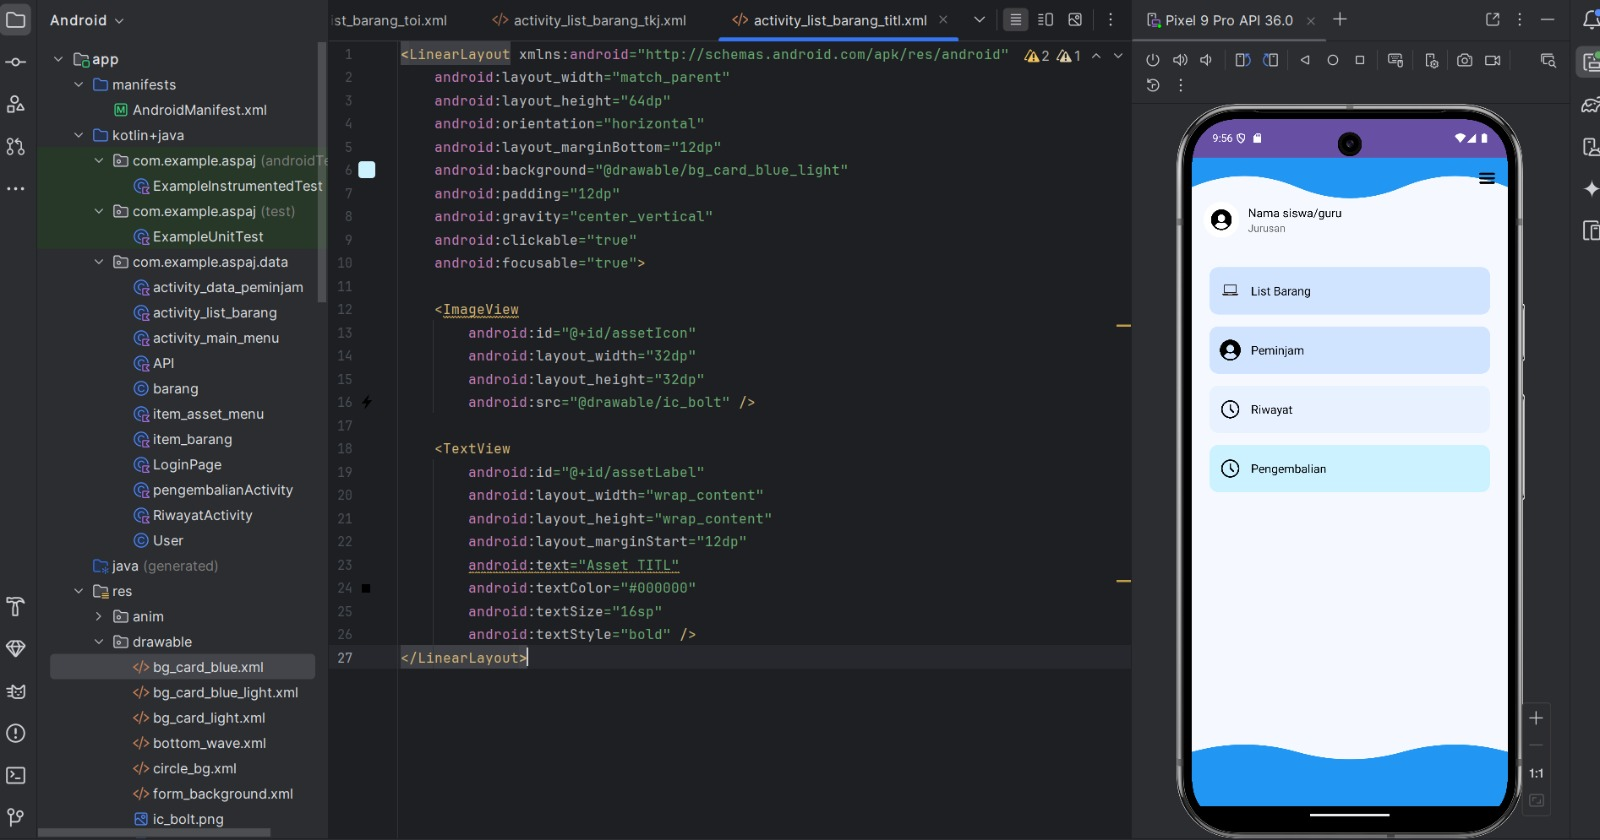 Android
app
manifests
AndroidManifest.xml
kotlin+java
com.example.aspaj (androidTe
ExampleInstrumentedTest
com.example.aspaj (test)
ExampleUnitTest
com.example.aspaj.data
activity_data_peminjam
activity_list_barang
activity_main_menu
API
barang
item_asset_menu
item_barang
LoginPage
pengembalianActivity
RiwayatActivity
User
java (generated)
res
anim
drawable
bg_card_blue.xml
bg_card_blue_light.xml
bg_card_light.xml
bottom_wave.xml
circle_bg.xml
form_background.xml
ic_bolt.png
ist_barang_toi.xml
activity_list_barang_tkj.xml
activity_list_barang_titl.xml
2 1
1 <LinearLayout xmlns:android="http://schemas.android.com/apk/res/android"
2 android:layout_width="match_parent"
3 android:layout_height="64dp"
4 android:orientation="horizontal"
5 android:layout_marginBottom="12dp"
6 android:background="@drawable/bg_card_blue_light"
7 android:padding="12dp"
8 android:gravity="center_vertical"
9 android:clickable="true"
10 android:focusable="true">
11
12 <ImageView
13 android:id="@+id/assetIcon"
14 android:layout_width="32dp"
15 android:layout_height="32dp"
16 android:src="@drawable/ic_bolt" />
17
18 <TextView
19 android:id="@+id/assetLabel"
20 android:layout_width="wrap_content"
21 android:layout_height="wrap_content"
22 android:layout_marginStart="12dp"
23 android:text="Asset TITL"
24 android:textColor="#000000"
25 android:textSize="16sp"
26 android:textStyle="bold" />
27 </LinearLayout>
Pixel 9 Pro API 36.0
9:56
Nama siswa/guru
Jurusan
List Barang
Peminjam
Riwayat
Pengembalian
1:1